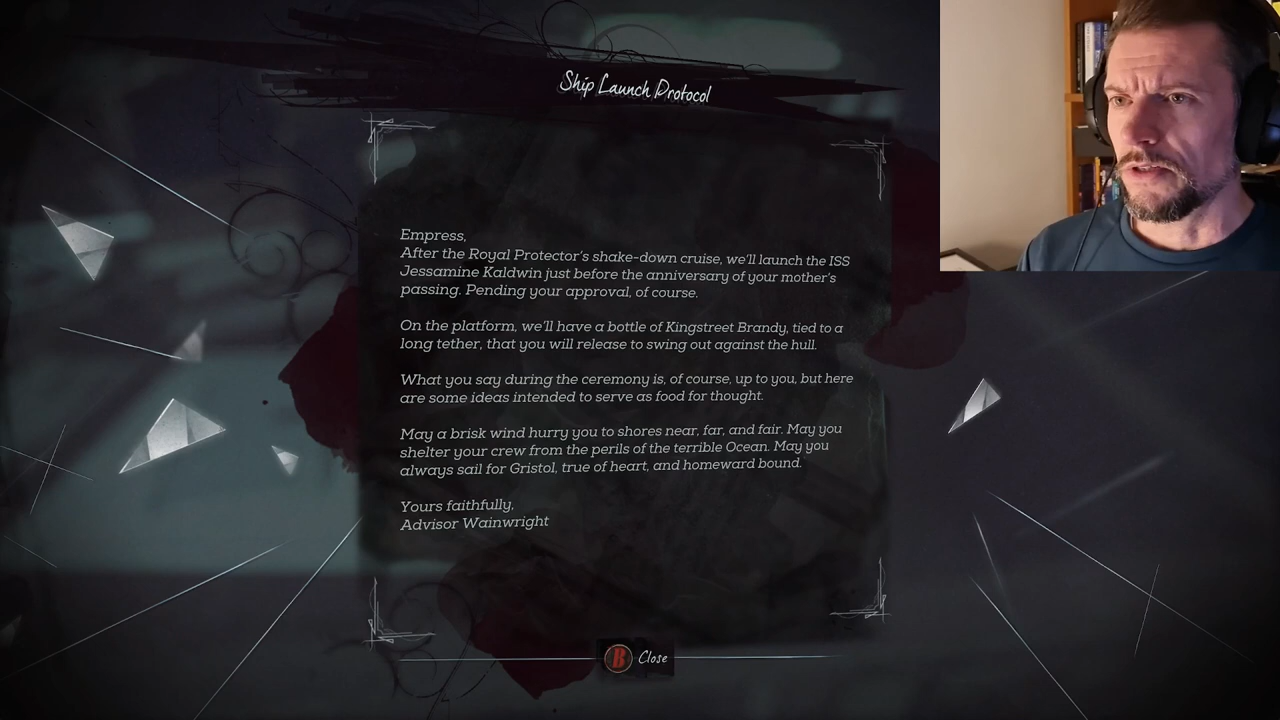 Ship Launch Protocol
Empress,
After the Royal Protector's shake-down cruise, we'll launch the ISS
Jessamine Kaldwin just before the anniversary of your mother's
passing. Pending your approval, of course.
On the platform, we'll have a bottle of Kingstreet Brandy, tied to a
long tether, that you will release to swing out against the hull.
What you say during the ceremony is, of course, up to you, but here
are some ideas intended to serve as food for thought.
May a brisk wind hurry you to shores near, far, and fair. May you
shelter your crew from the perils of the terrible Ocean. May you
always sail for Gristol, true of heart, and homeward bound.
Yours faithfully,
Advisor Wainwright
B Close